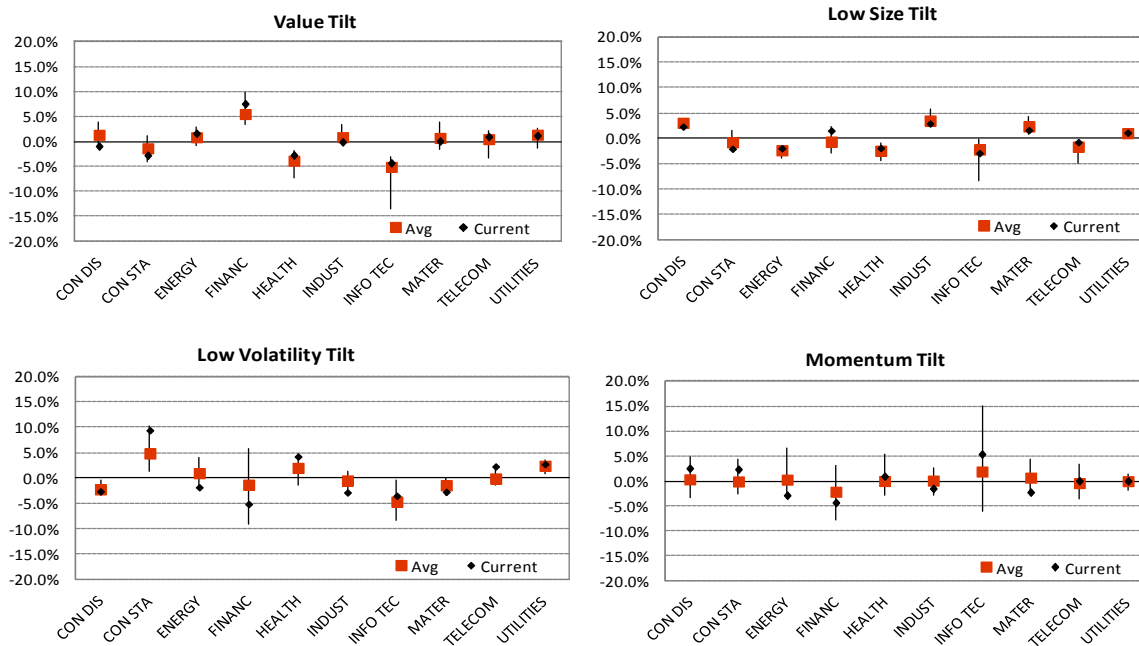 Value Tilt
20.0%
15.0%
10.0%
5.0%
0.0%
-5.0%
-10.0%
-15.0%
-20.0%
Avg Current
CON DIS
CON STA
ENERGY
FINANC
HEALTH
INDUST
INFO TEC
MATER
TELECOM
UTILITIES
Low Size Tilt
20.0%
15.0%
10.0%
5.0%
0.0%
-5.0%
-10.0%
-15.0%
-20.0%
Avg Current
CON DIS
CON STA
ENERGY
FINANC
HEALTH
INDUST
INFO TEC
MATER
TELECOM
UTILITIES
Low Volatility Tilt
20.0%
15.0%
10.0%
5.0%
0.0%
-5.0%
-10.0%
-15.0%
-20.0%
Avg Current
CON DIS
CON STA
ENERGY
FINANC
HEALTH
INDUST
INFO TEC
MATER
TELECOM
UTILITIES
Momentum Tilt
20.0%
15.0%
10.0%
5.0%
0.0%
-5.0%
-10.0%
-15.0%
-20.0%
Avg Current
CON DIS
CON STA
ENERGY
FINANC
HEALTH
INDUST
INFO TEC
MATER
TELECOM
UTILITIES